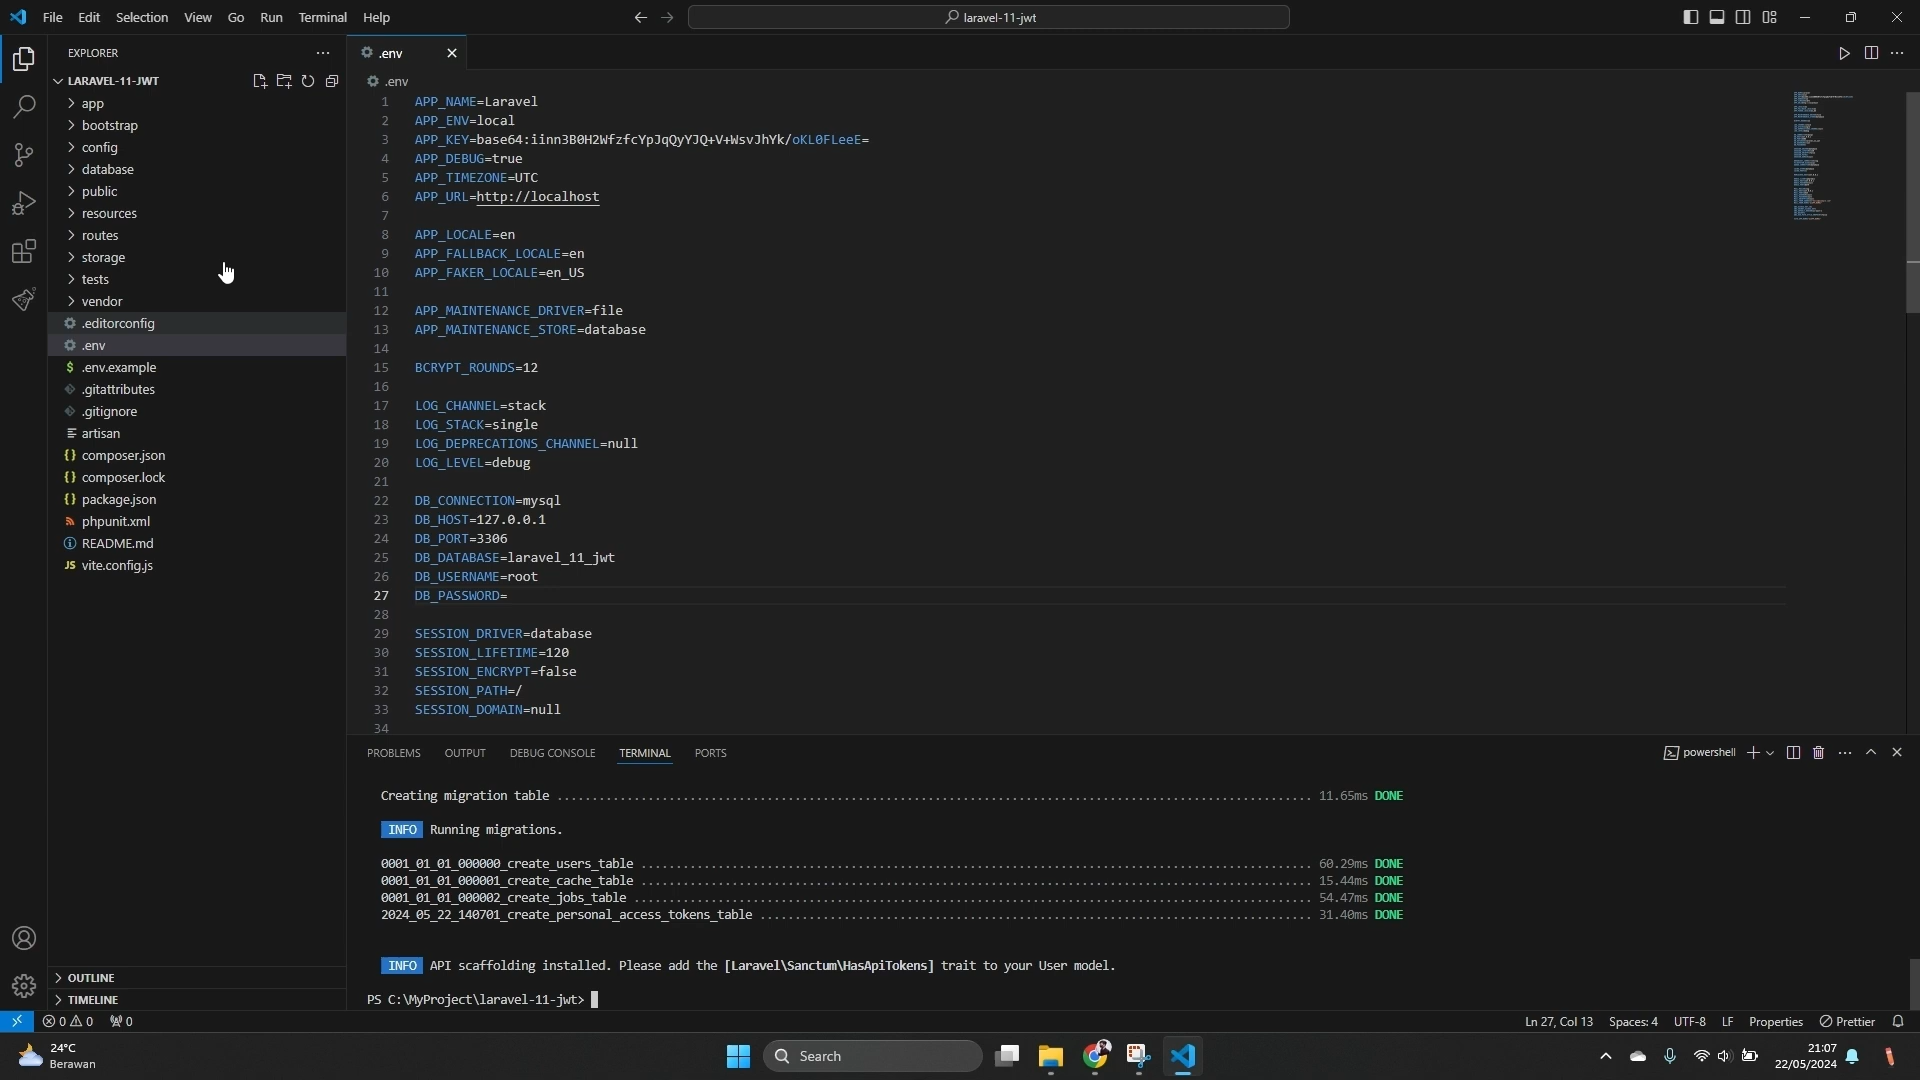 File Edit Selection View Go Run Terminal Help
laravel-11-jwt
EXPLORER
LARAVEL-11-JWT
app
bootstrap
config
database
public
resources
routes
storage
tests
vendor
.editorconfig
.env
.env.example
.gitattributes
.gitignore
artisan
composer.json
composer.lock
package.json
phpunit.xml
README.md
vite.config.js
OUTLINE
TIMELINE
.env
.env
1 APP_NAME=Laravel
2 APP_ENV=local
3 APP_KEY=base64:iinn3B0H2WfzfcYpJqQyYJQ+V+WsvJhYk/oKL0FLeeE=
4 APP_DEBUG=true
5 APP_TIMEZONE=UTC
6 APP_URL=http://localhost
7
8 APP_LOCALE=en
9 APP_FALLBACK_LOCALE=en
10 APP_FAKER_LOCALE=en_US
11
12 APP_MAINTENANCE_DRIVER=file
13 APP_MAINTENANCE_STORE=database
14
15 BCRYPT_ROUNDS=12
16
17 LOG_CHANNEL=stack
18 LOG_STACK=single
19 LOG_DEPRECATIONS_CHANNEL=null
20 LOG_LEVEL=debug
21
22 DB_CONNECTION=mysql
23 DB_HOST=127.0.0.1
24 DB_PORT=3306
25 DB_DATABASE=laravel_11_jwt
26 DB_USERNAME=root
27 DB_PASSWORD=
28
29 SESSION_DRIVER=database
30 SESSION_LIFETIME=120
31 SESSION_ENCRYPT=false
32 SESSION_PATH=/
33 SESSION_DOMAIN=null
34
PROBLEMS OUTPUT DEBUG CONSOLE TERMINAL PORTS
powershell
Creating migration table ........ 11.65ms DONE
INFO Running migrations.
0001_01_01_000000_create_users_table ........ 60.29ms DONE
0001_01_01_000001_create_cache_table ........ 15.44ms DONE
0001_01_01_000002_create_jobs_table ........ 54.47ms DONE
2024_05_22_140701_create_personal_access_tokens_table ........ 31.40ms DONE
INFO API scaffolding installed. Please add the [Laravel\Sanctum\HasApiTokens] trait to your User model.
PS C:\MyProject\laravel-11-jwt>
0 0 0
Ln 27, Col 13 Spaces: 4 UTF-8 LF Properties Prettier
24°C
Berawan
Search
21:07
22/05/2024